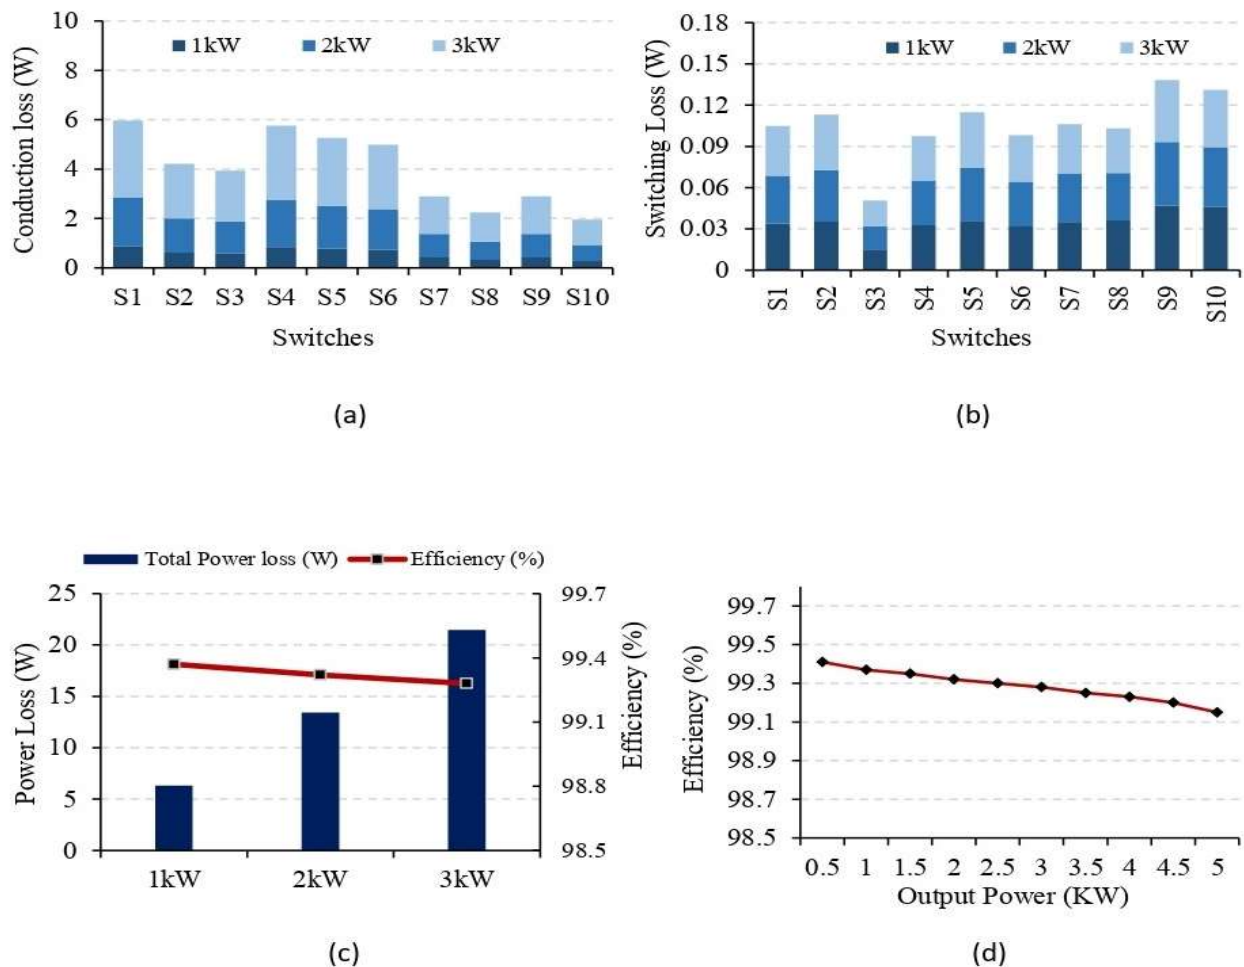 10
8
6
4
2
0
Conduction loss (W)
1kW 2kW 3kW
S1 S2 S3 S4 S5 S6 S7 S8 S9 S10
Switches
(a)
0.18
0.15
0.12
0.09
0.06
0.03
0
Switching Loss (W)
1kW 2kW 3kW
S1 S2 S3 S4 S5 S6 S7 S8 S9 S10
Switches
(b)
Total Power loss (W) Efficiency (%)
25
20
15
10
5
0
Power Loss (W)
99.7
99.4
99.1
98.8
98.5
Efficiency (%)
1kW 2kW 3kW
(c)
99.7
99.5
99.3
99.1
98.9
98.7
98.5
Efficiency (%)
0.5 1 1.5 2 2.5 3 3.5 4 4.5 5
Output Power (KW)
(d)